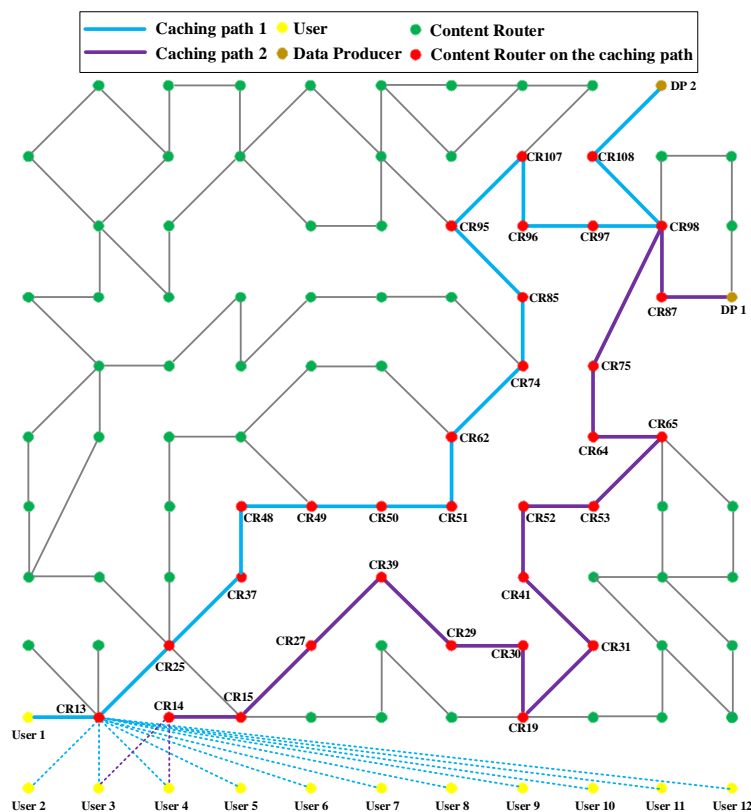 Caching path 1 User Content Router
Caching path 2 Data Producer Content Router on the caching path
DP 2
CR107 CR108
CR95 CR96 CR97 CR98
CR85 CR87 DP 1
CR74 CR75
CR62 CR64 CR65
CR48 CR49 CR50 CR51 CR52 CR53
CR39
CR37 CR41
CR25 CR27 CR29 CR30 CR31
CR13 CR14 CR15 CR19
User 1
User 2 User 3 User 4 User 5 User 6 User 7 User 8 User 9 User 10 User 11 User 12